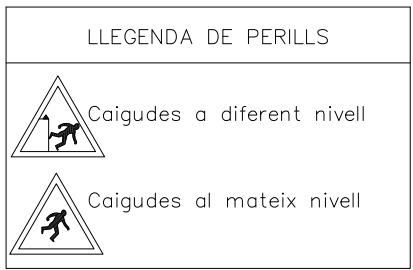 LLEGENDA DE PERILLS
Caigudes a diferent nivell
Caigudes al mateix nivell